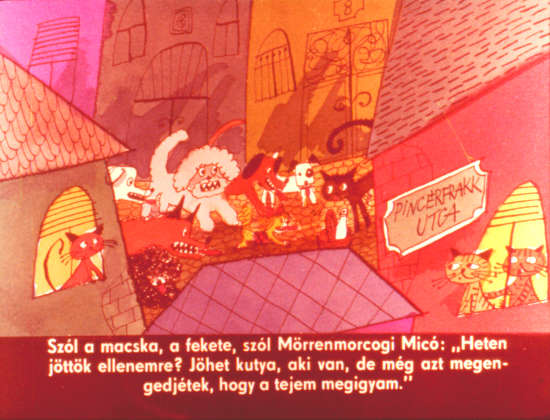 8
PINCÉRFRAKK
UTCA
Szól a macska, a fekete, szól Mörrenmorcogi Micó: „Heten
jöttök ellenemre? Jöhet kutya, aki van, de még azt megen-
gedjétek, hogy a tejem megigyam.”